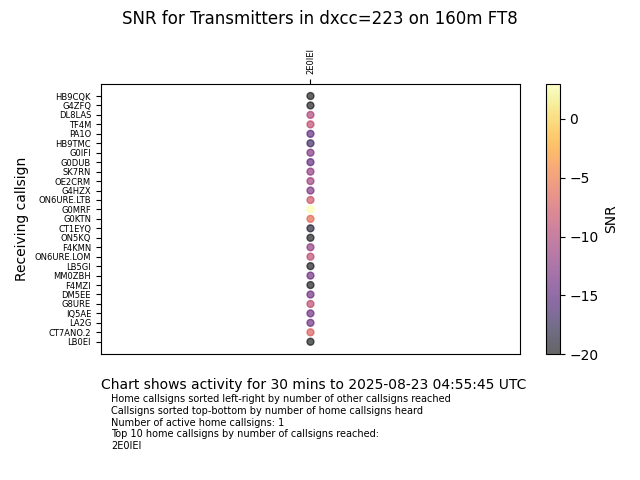 SNR for Transmitters in dxcc=223 on 160m FT8
2E0IEI
HB9CQK
G4ZFQ
DL8LAS
TF4M
PA1O
HB9TMC
G0IFI
G0DUB
SK7RN
OE2CRM
G4HZX
ON6URE.LTB
G0MRF
G0KTN
CT1EYQ
ON5KQ
F4KMN
ON6URE.LOM
LB5GI
MM0ZBH
F4MZI
DM5EE
G8URE
IQ5AE
LA2G
CT7ANO.2
LB0EI
Receiving callsign
0
−5
−10
−15
−20
SNR
Chart shows activity for 30 mins to 2025-08-23 04:55:45 UTC
Home callsigns sorted left-right by number of other callsigns reached
Callsigns sorted top-bottom by number of home callsigns heard
Number of active home callsigns: 1
Top 10 home callsigns by number of callsigns reached:
2E0IEI